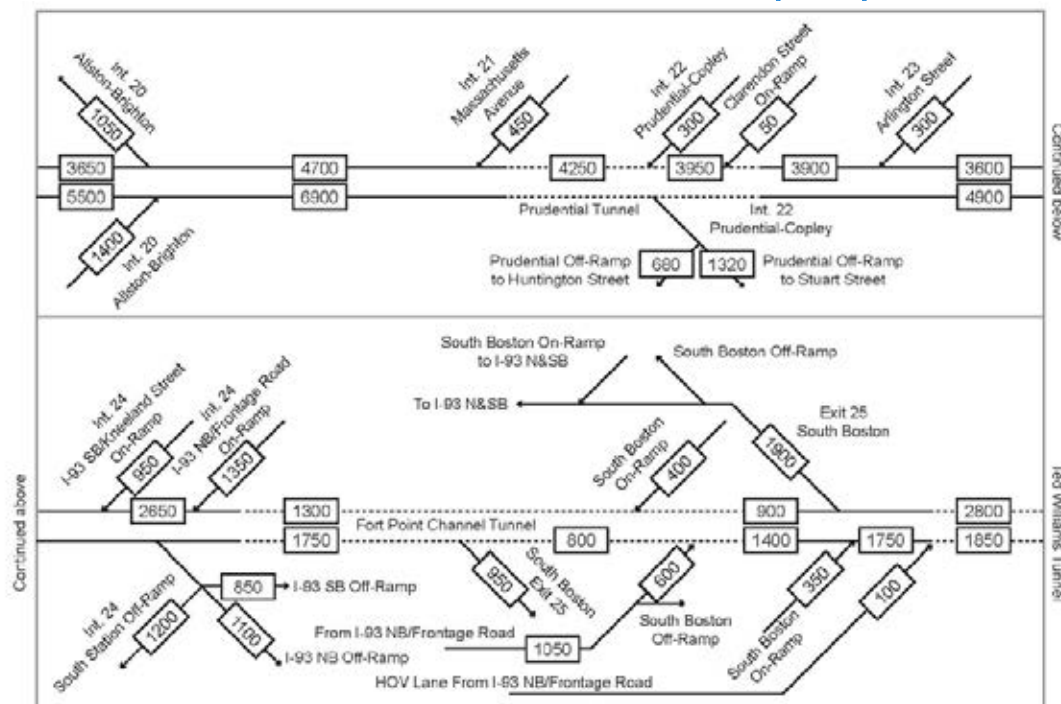 Int. 20
Allston-Brighton
1050
Int. 21
Massachusetts
Avenue
450
Int. 22
Prudential-Copley
300
Clarendon Street
On-Ramp
50
Int. 23
Arlington Street
300
3650
4700
4250
3950
3900
3600
5500
6900
4900
Continued below
Prudential Tunnel
Int. 22
Prudential-Copley
1400
Int. 20
Allston-Brighton
Prudential Off-Ramp
to Huntington Street
680
1320
Prudential Off-Ramp
to Stuart Street
South Boston On-Ramp
to I-93 N&SB
South Boston Off-Ramp
To I-93 N&SB
Int. 24
I-93 SB/Kneeland Street
On-Ramp
950
Int. 24
I-93 NB/Frontage Road
On-Ramp
1350
South Boston
On-Ramp
400
1900
Exit 25
South Boston
Continued above
2650
1300
900
2800
Fort Point Channel Tunnel
1750
800
1400
1750
1850
Ted Williams Tunnel
Int. 24
South Station Off-Ramp
1200
850
I-93 SB Off-Ramp
1100
I-93 NB Off-Ramp
950
South Boston
Exit 25
600
South Boston
Off-Ramp
From I-93 NB/Frontage Road
1050
350
South Boston
On-Ramp
100
HOV Lane From I-93 NB/Frontage Road